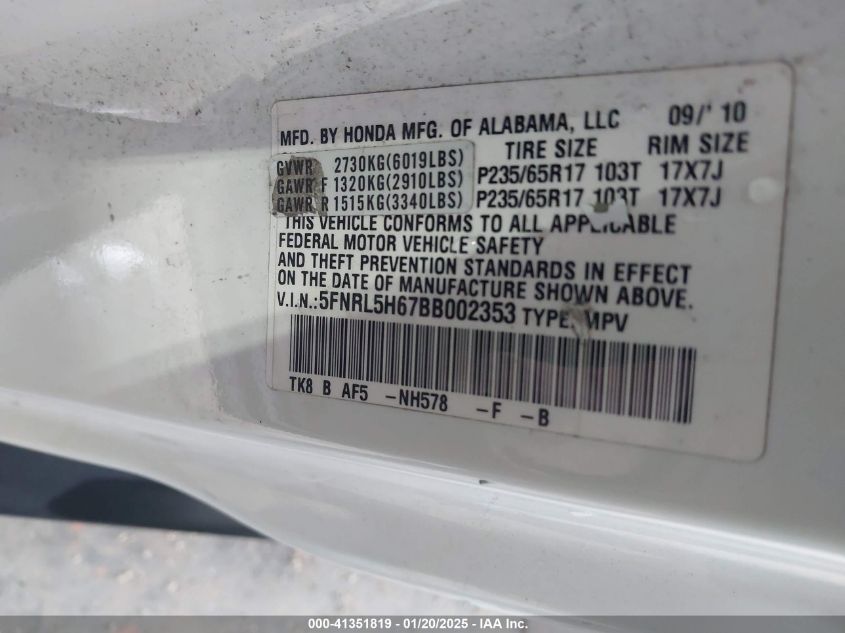 MFD. BY HONDA MFG. OF ALABAMA, LLC 09/'10
TIRE SIZE RIM SIZE
GVWR 2730KG(6019LBS)
GAWR F 1320KG(2910LBS) P235/65R17 103T 17X7J
GAWR R 1515KG(3340LBS) P235/65R17 103T 17X7J
THIS VEHICLE CONFORMS TO ALL APPLICABLE
FEDERAL MOTOR VEHICLE SAFETY
AND THEFT PREVENTION STANDARDS IN EFFECT
ON THE DATE OF MANUFACTURE SHOWN ABOVE.
V.I.N.:5FNRL5H67BB002353 TYPE: MPV
TK8 B AF5 -NH578 -F -B
000-41351819 - 01/20/2025 - IAA Inc.